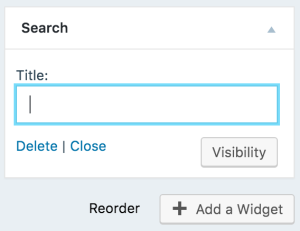 Search
Title:
Delete | Close
Visibility
Reorder
Add a Widget